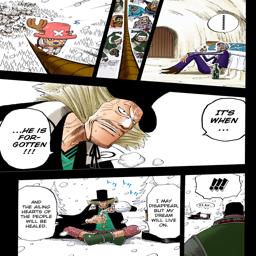 IT'S
WHEN ...
...HE IS
FOR-
GOTTEN
!!!
!!!
I MAY
DISAPPEAR,
BUT MY
DREAM
WILL LIVE
ON.
AND THE
AILING
HEARTS OF
THE PEOPLE
WILL BE
HEALED.